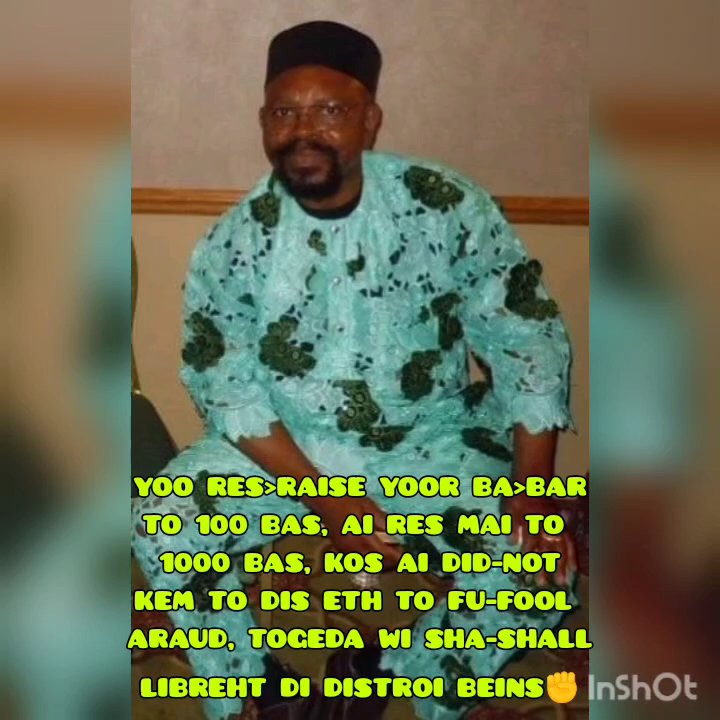 YOO RES>RAISE YOOR BA>BAR
TO 100 BAS, AI RES MAI TO
1000 BAS, KOS AI DID-NOT
KEM TO DIS ETH TO FU-FOOL
ARAUD, TOGEDA WI SHA-SHALL
LIBREHT DI DISTROI BEINS✊ InShOt